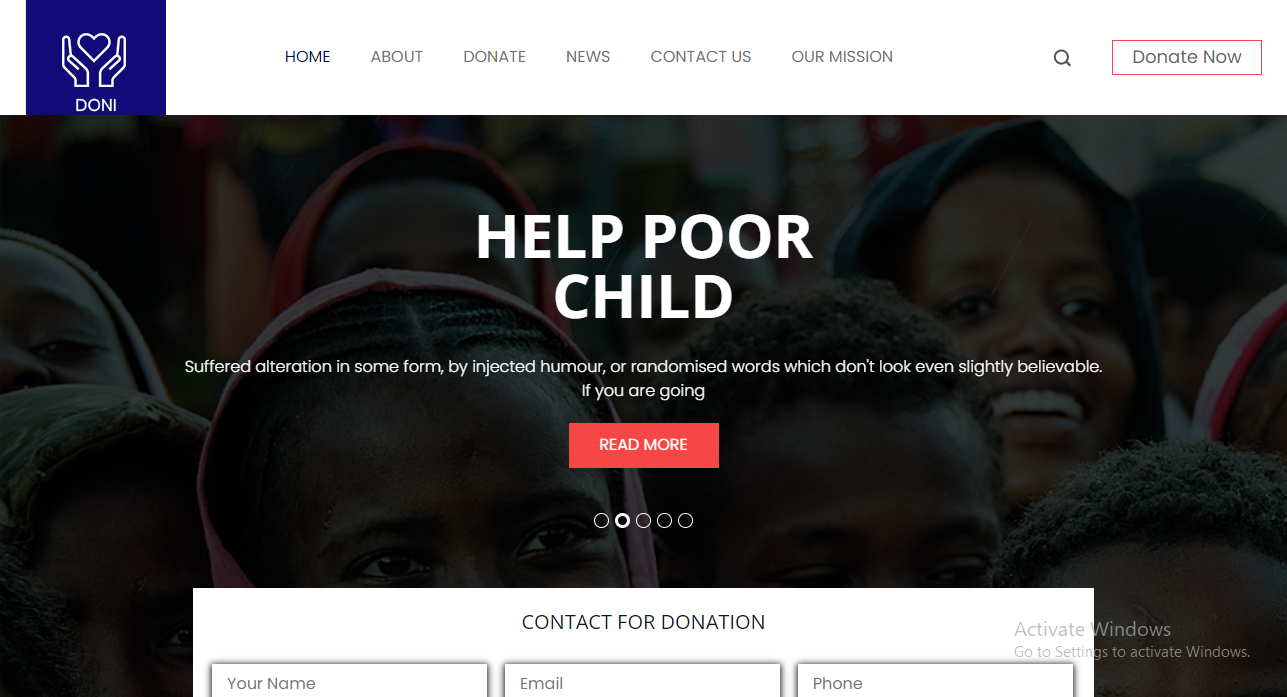 DONI
HOME ABOUT DONATE NEWS CONTACT US OUR MISSION Donate Now
HELP POOR
CHILD
Suffered alteration in some form, by injected humour, or randomised words which don't look even slightly believable.
If you are going
READ MORE
CONTACT FOR DONATION
Your Name Email Phone
Activate Windows
Go to Settings to activate Windows.